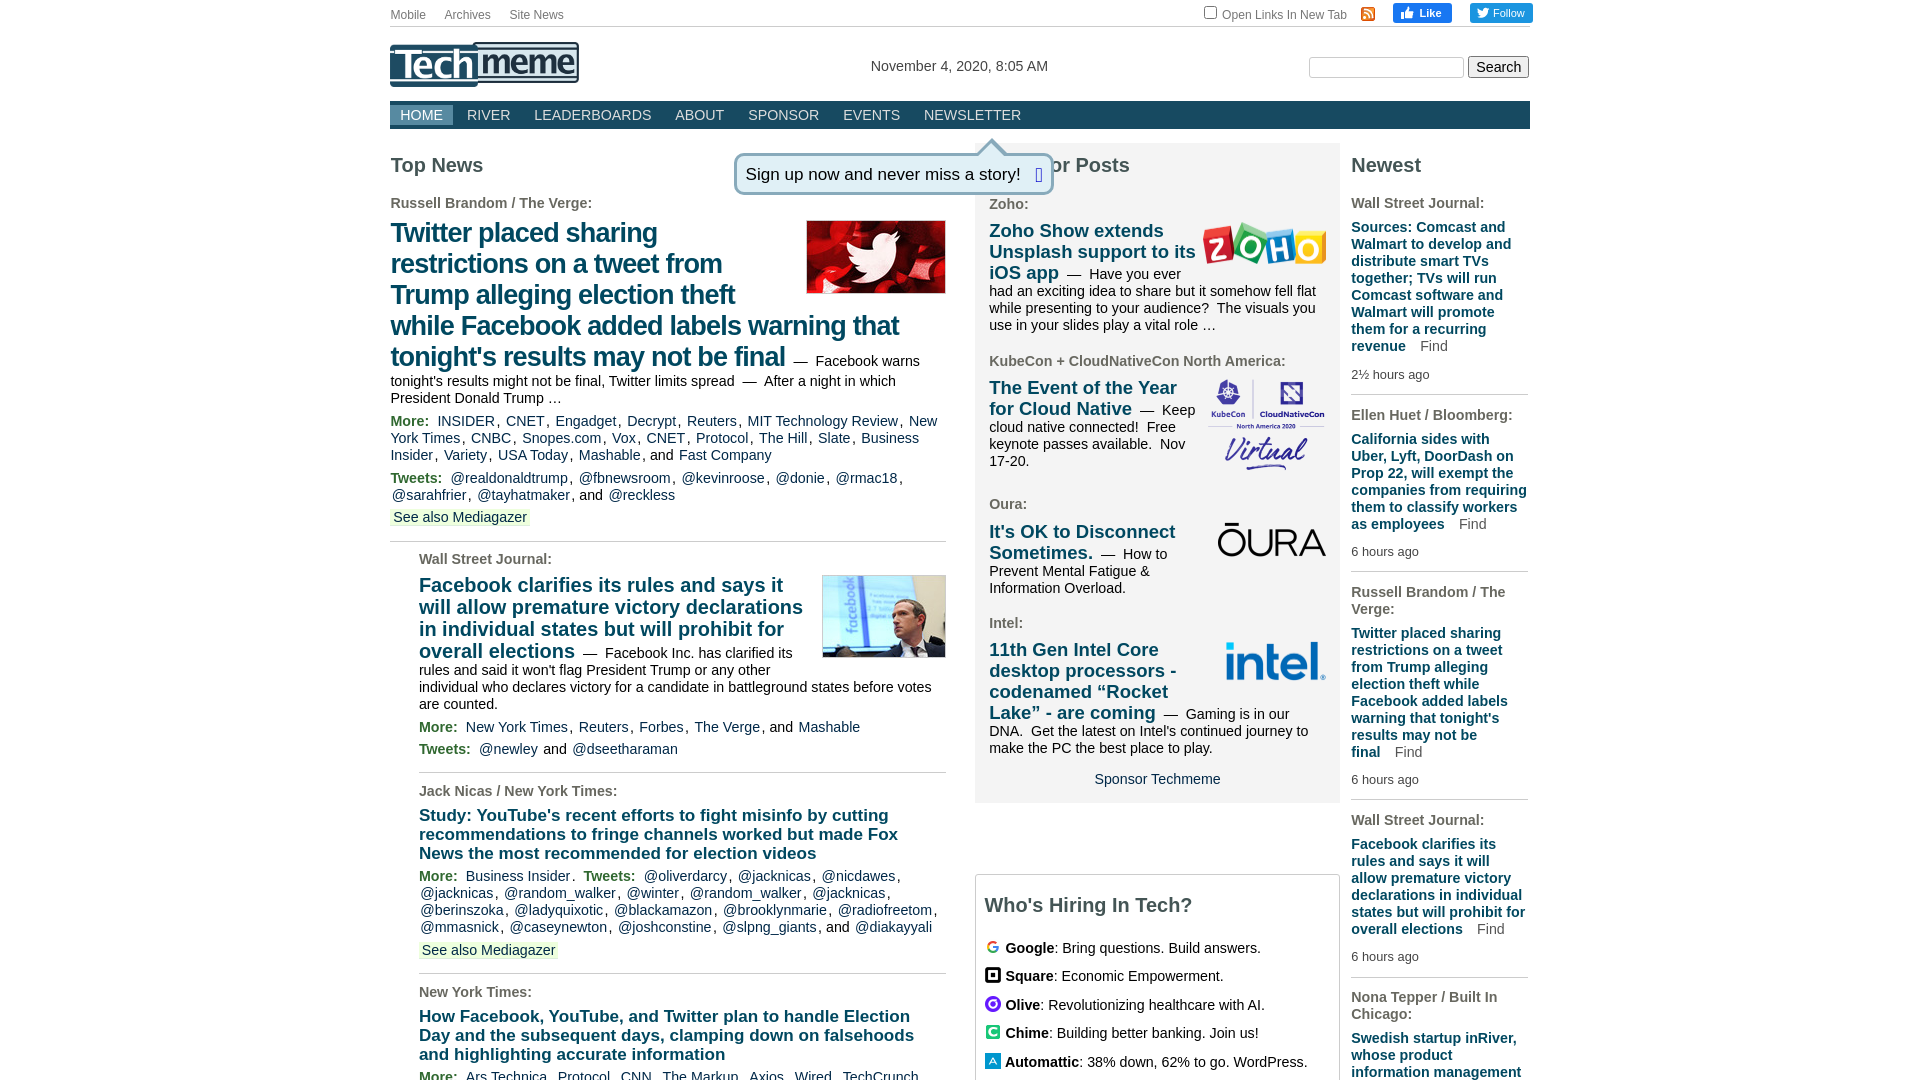 Mobile Archives Site News
Open Links In New Tab
Like
Follow
Techmeme
November 4, 2020, 8:05 AM
Search
HOME RIVER LEADERBOARDS ABOUT SPONSOR EVENTS NEWSLETTER
Sign up now and never miss a story!
Top News
Russell Brandom / The Verge:
Twitter placed sharing
restrictions on a tweet from
Trump alleging election theft
while Facebook added labels warning that
tonight's results may not be final — Facebook warns
tonight's results might not be final, Twitter limits spread — After a night in which
President Donald Trump …
More: INSIDER, CNET, Engadget, Decrypt, Reuters, MIT Technology Review, New
York Times, CNBC, Snopes.com, Vox, CNET, Protocol, The Hill, Slate, Business
Insider, Variety, USA Today, Mashable, and Fast Company
Tweets: @realdonaldtrump, @fbnewsroom, @kevinroose, @donie, @rmac18,
@sarahfrier, @tayhatmaker, and @reckless
See also Mediagazer
Wall Street Journal:
Facebook clarifies its rules and says it
will allow premature victory declarations
in individual states but will prohibit for
overall elections — Facebook Inc. has clarified its
rules and said it won't flag President Trump or any other
individual who declares victory for a candidate in battleground states before votes
are counted.
facebook
More: New York Times, Reuters, Forbes, The Verge, and Mashable
Tweets: @newley and @dseetharaman
Jack Nicas / New York Times:
Study: YouTube's recent efforts to fight misinfo by cutting
recommendations to fringe channels worked but made Fox
News the most recommended for election videos
More: Business Insider. Tweets: @oliverdarcy, @jacknicas, @nicdawes,
@jacknicas, @random_walker, @winter, @random_walker, @jacknicas,
@berinszoka, @ladyquixotic, @blackamazon, @brooklynmarie, @radiofreetom,
@mmasnick, @caseynewton, @joshconstine, @slpng_giants, and @diakayyali
See also Mediagazer
New York Times:
How Facebook, YouTube, and Twitter plan to handle Election
Day and the subsequent days, clamping down on falsehoods
and highlighting accurate information
More: Ars Technica, Protocol, CNN, The Markup, Axios, Wired, TechCrunch,
or Posts
Zoho:
Zoho Show extends
Unsplash support to its
iOS app — Have you ever
had an exciting idea to share but it somehow fell flat
while presenting to your audience? The visuals you
use in your slides play a vital role …
ZOHO
KubeCon + CloudNativeCon North America:
The Event of the Year
for Cloud Native — Keep
cloud native connected! Free
keynote passes available. Nov
17-20.
KubeCon CloudNativeCon
North America 2020
Virtual
Oura:
It's OK to Disconnect
Sometimes. — How to
Prevent Mental Fatigue &
Information Overload.
ŌURA
Intel:
11th Gen Intel Core
desktop processors -
codenamed “Rocket
Lake” - are coming — Gaming is in our
DNA. Get the latest on Intel's continued journey to
make the PC the best place to play.
intel
Sponsor Techmeme
Who's Hiring In Tech?
Google: Bring questions. Build answers.
Square: Economic Empowerment.
Olive: Revolutionizing healthcare with AI.
Chime: Building better banking. Join us!
Automattic: 38% down, 62% to go. WordPress.
Newest
Wall Street Journal:
Sources: Comcast and
Walmart to develop and
distribute smart TVs
together; TVs will run
Comcast software and
Walmart will promote
them for a recurring
revenue Find
2½ hours ago
Ellen Huet / Bloomberg:
California sides with
Uber, Lyft, DoorDash on
Prop 22, will exempt the
companies from requiring
them to classify workers
as employees Find
6 hours ago
Russell Brandom / The
Verge:
Twitter placed sharing
restrictions on a tweet
from Trump alleging
election theft while
Facebook added labels
warning that tonight's
results may not be
final Find
6 hours ago
Wall Street Journal:
Facebook clarifies its
rules and says it will
allow premature victory
declarations in individual
states but will prohibit for
overall elections Find
6 hours ago
Nona Tepper / Built In
Chicago:
Swedish startup inRiver,
whose product
information management